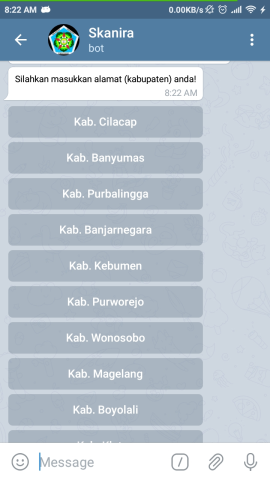 8:22 AM
0.00KB/s
Skanira
bot
Silahkan masukkan alamat (kabupaten) anda!
8:22 AM
Kab. Cilacap
Kab. Banyumas
Kab. Purbalingga
Kab. Banjarnegara
Kab. Kebumen
Kab. Purworejo
Kab. Wonosobo
Kab. Magelang
Kab. Boyolali
Message